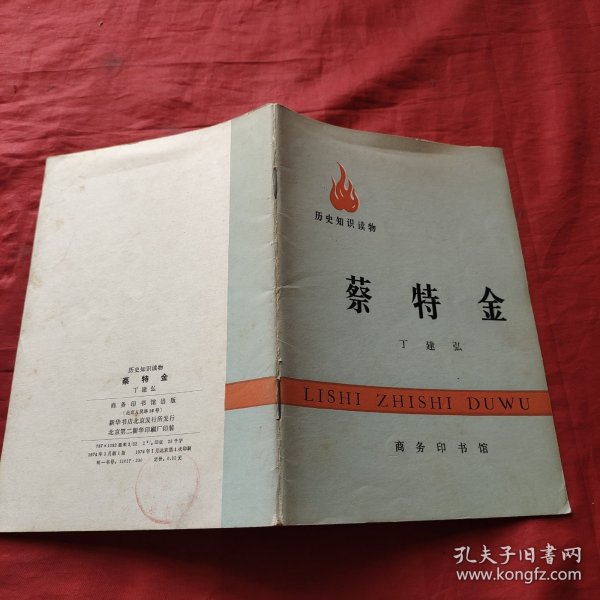 历史知识读物
蔡特金
丁建弘
LISHI ZHISHI DUWU
商务印书馆
历史知识读物
蔡特金
丁建弘
商务印书馆出版
新华书店北京发行所发行
北京第二新华印刷厂印装
孔夫子旧书网
www.kongfz.com